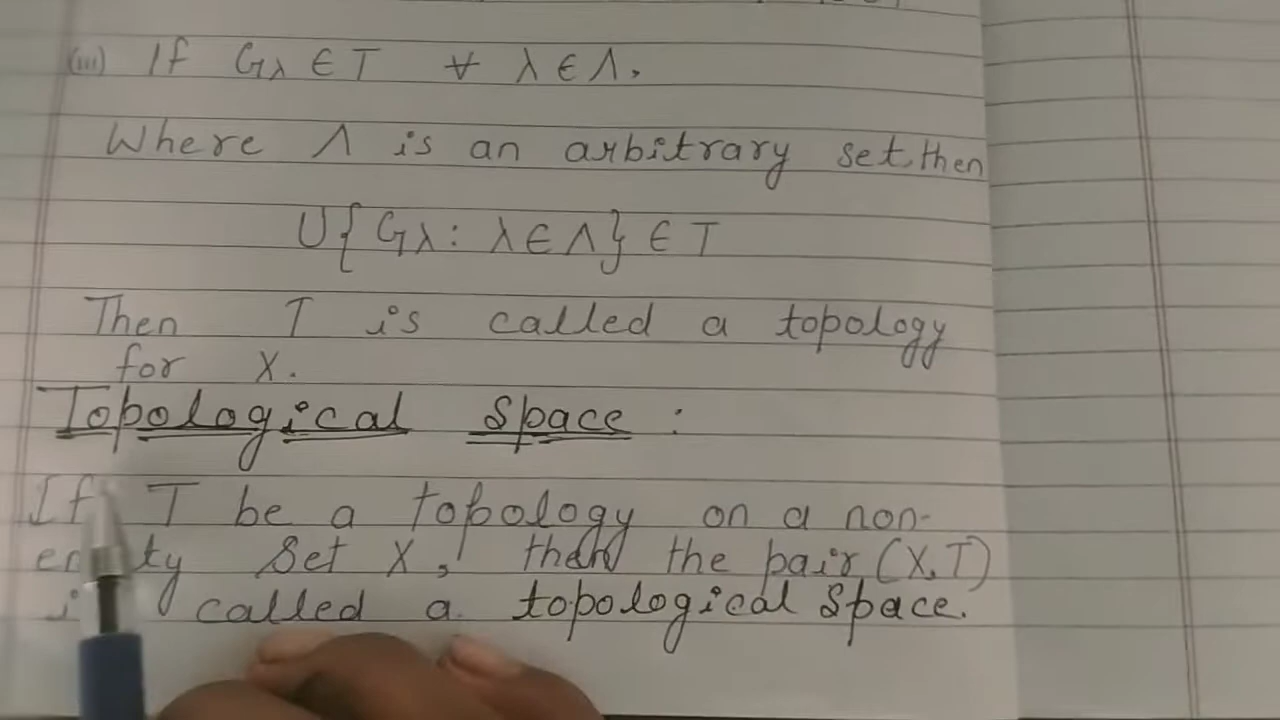 (iii) If Gλ ∈ T ∀ λ ∈ Λ,
Where Λ is an arbitrary set, then
U{Gλ: λ ∈ Λ} ∈ T
Then T is called a topology
for X.
Topological Space :
If T be a topology on a non-
set X, then the pair (X,T)
called a topological Space.